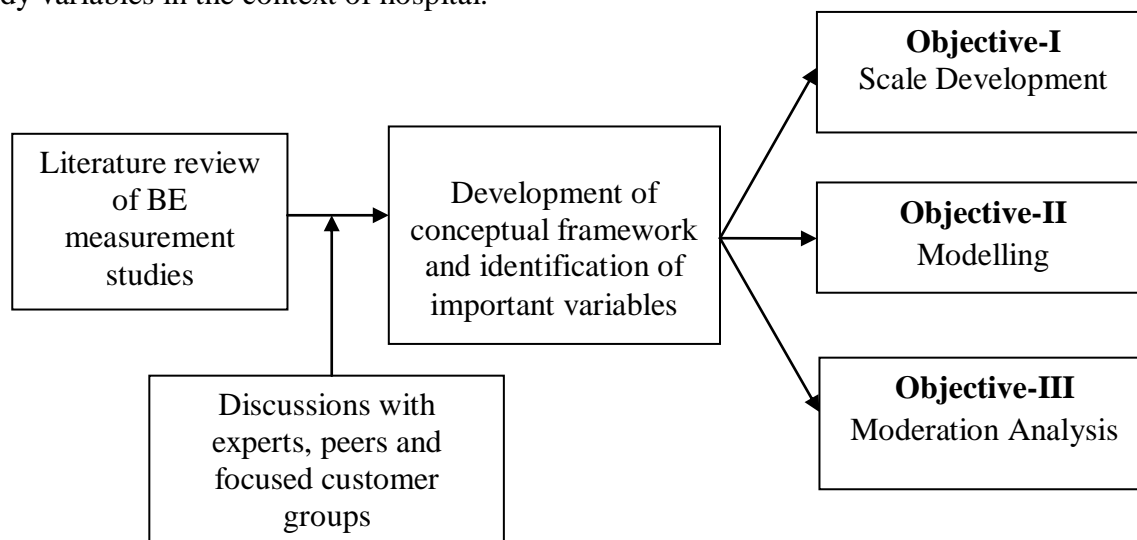 dy variables in the context of hospital.
Objective-I
Scale Development
Literature review
of BE
measurement
studies
Development of
conceptual framework
and identification of
important variables
Objective-II
Modelling
Objective-III
Moderation Analysis
Discussions with
experts, peers and
focused customer
groups